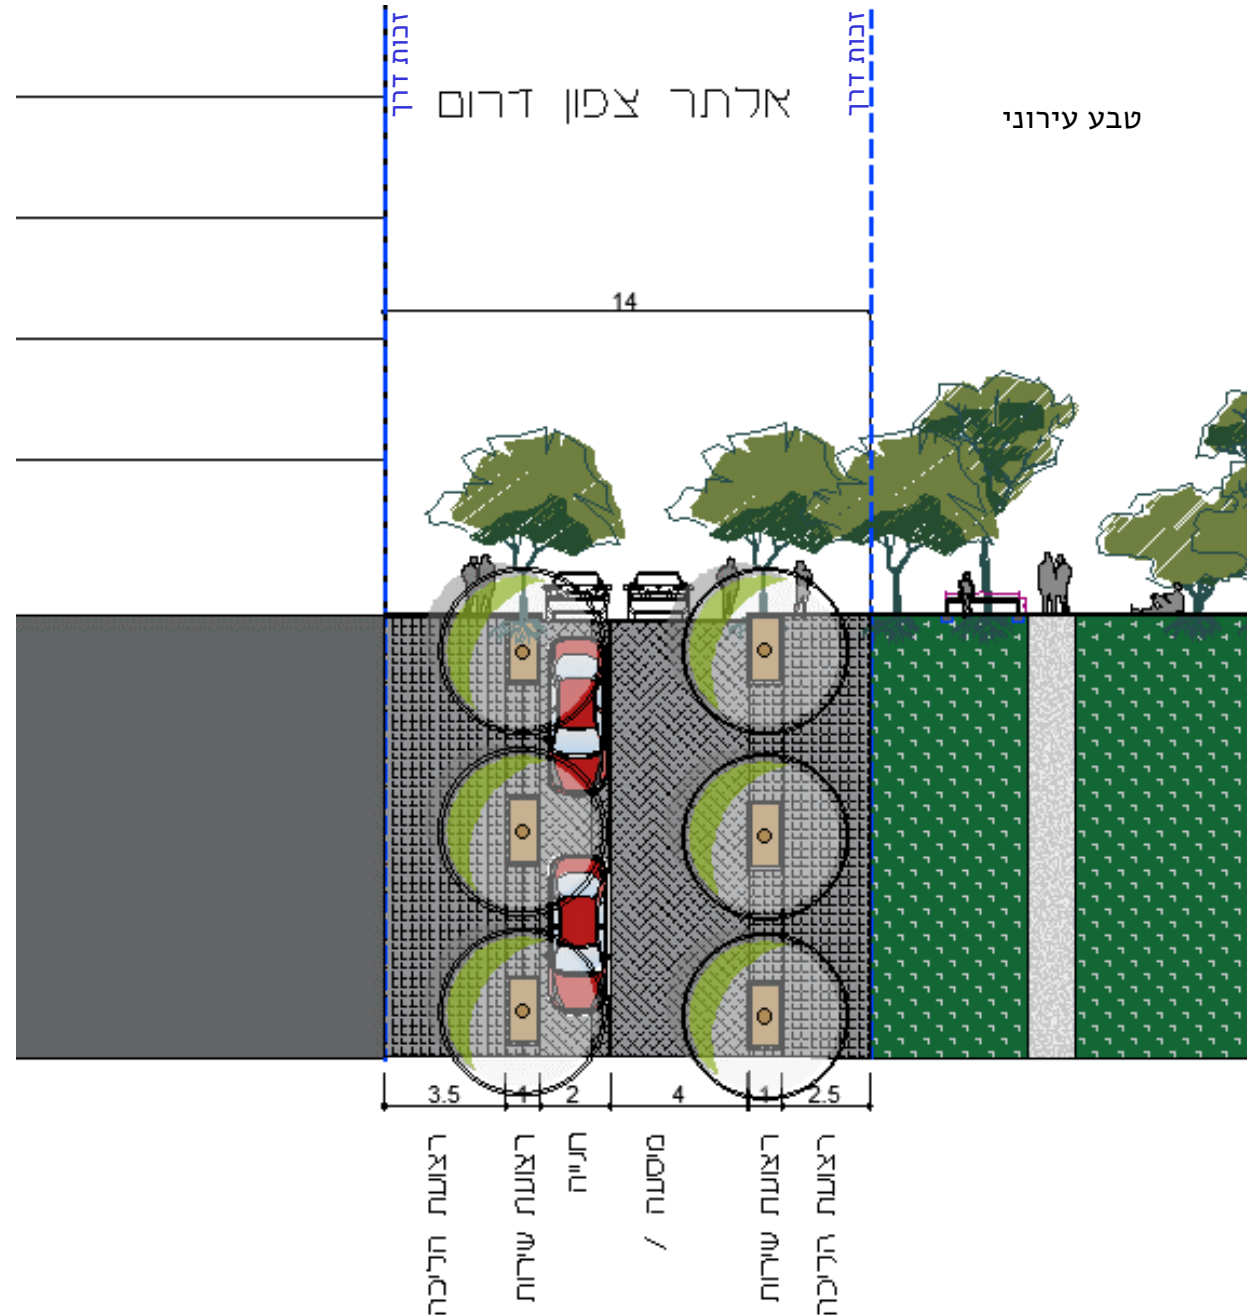 זכות דרך
זכות דרך
אלתר צפון דרום
טבע עירוני
14
3.5
1
2
4
1
2.5
רצועת הליכה
רצועת שירות
חנייה
מיסעה /
רצועת שירות
רצועת הליכה